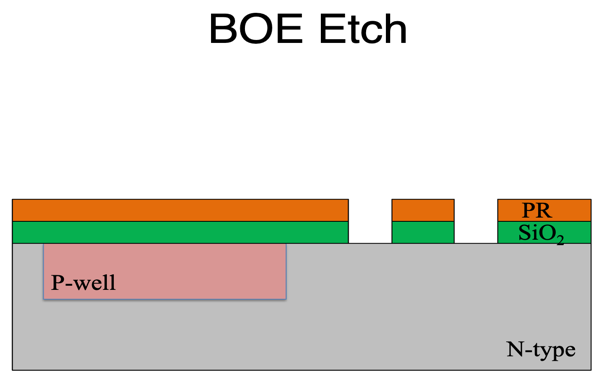 BOE Etch
PR
SiO₂
P-well
N-type